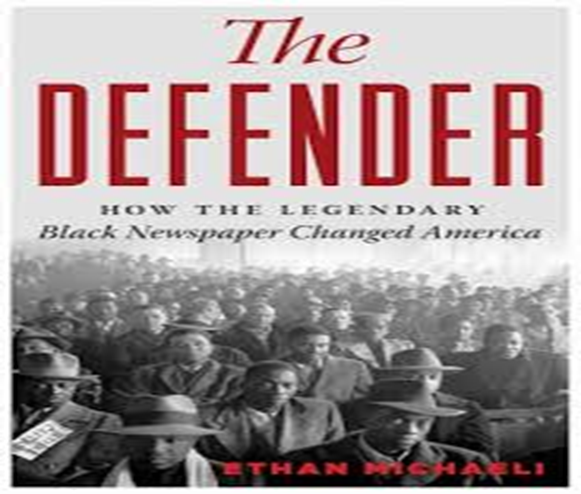 The
DEFENDER
HOW THE LEGENDARY
Black Newspaper Changed America
ETHAN MICHAELI